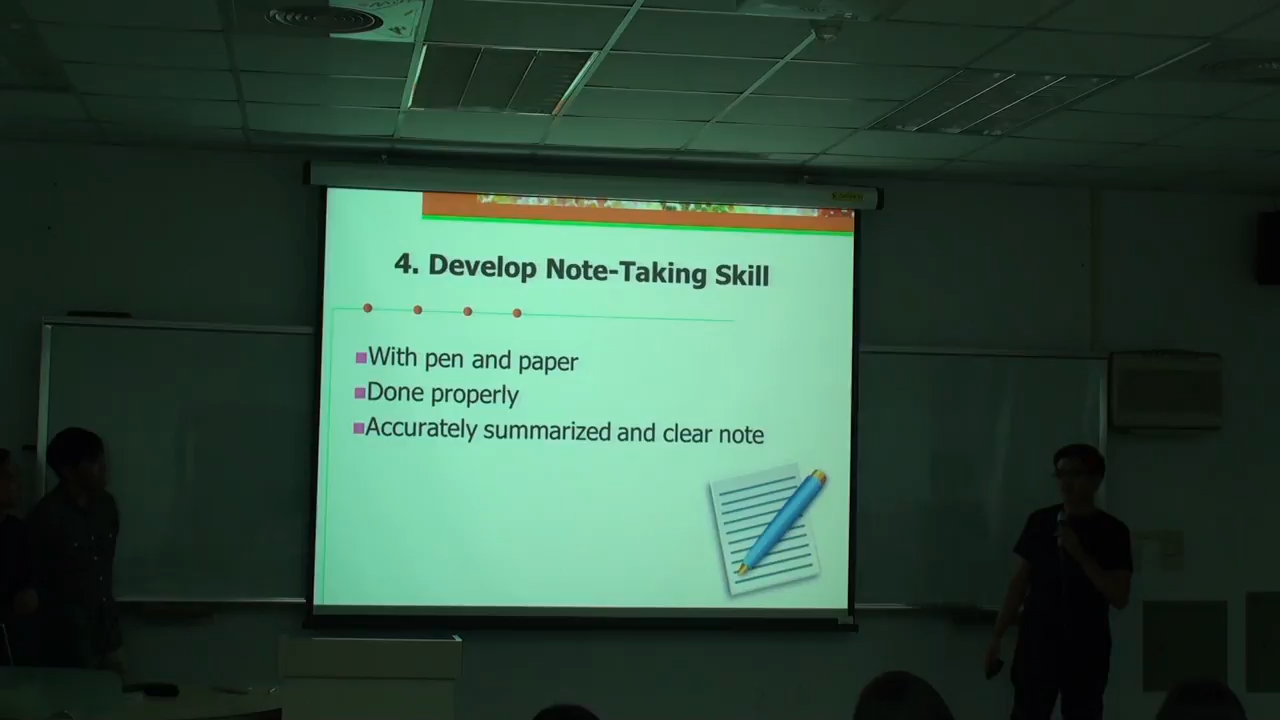 4. Develop Note-Taking Skill
With pen and paper
Done properly
Accurately summarized and clear note